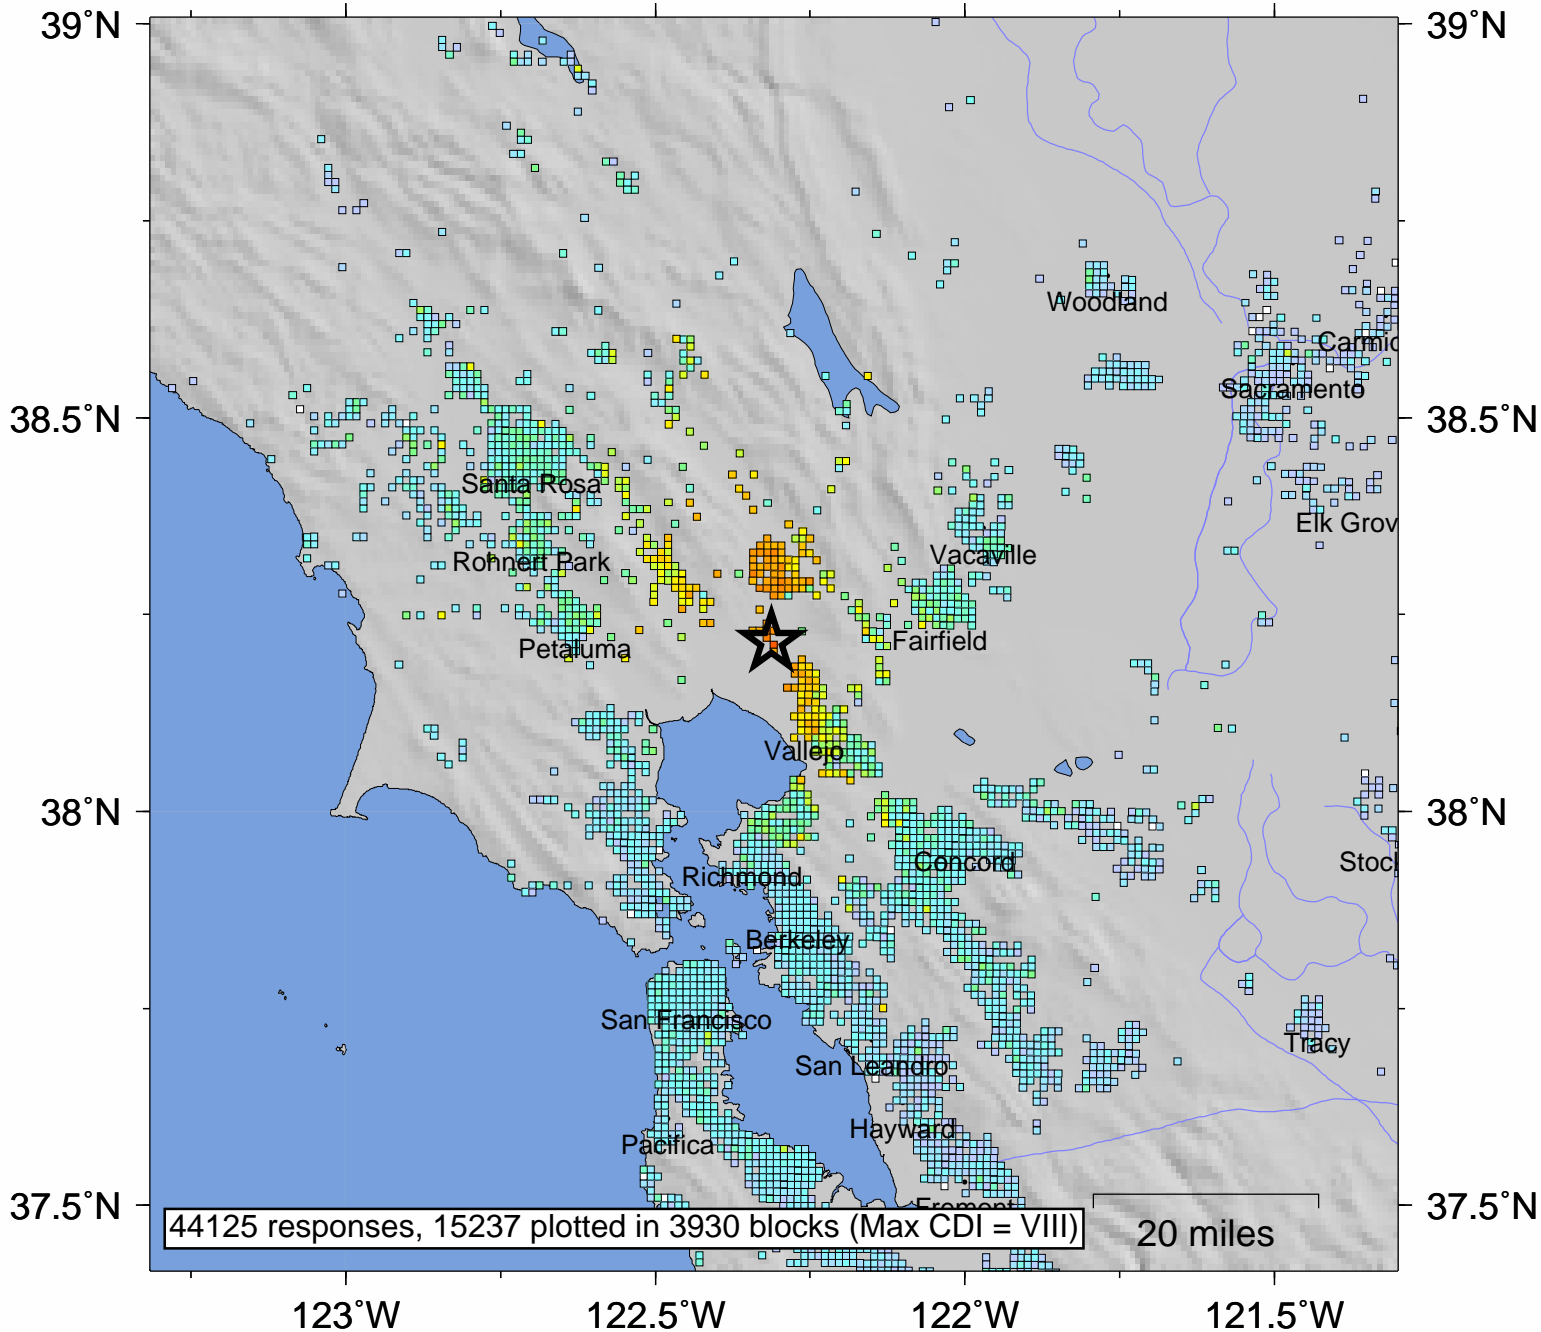 39°N
39°N
Woodland
Carmic
Sacramento
38.5°N
38.5°N
Santa Rosa
Elk Grov
Vacaville
Rohnert Park
Fairfield
Petaluma
Vallejo
38°N
38°N
Concord
Stock
Richmond
Berkeley
San Francisco
Tracy
San Leandro
Hayward
Pacifica
Fremont
37.5°N
37.5°N
44125 responses, 15237 plotted in 3930 blocks (Max CDI = VIII)
20 miles
123°W
122.5°W
122°W
121.5°W